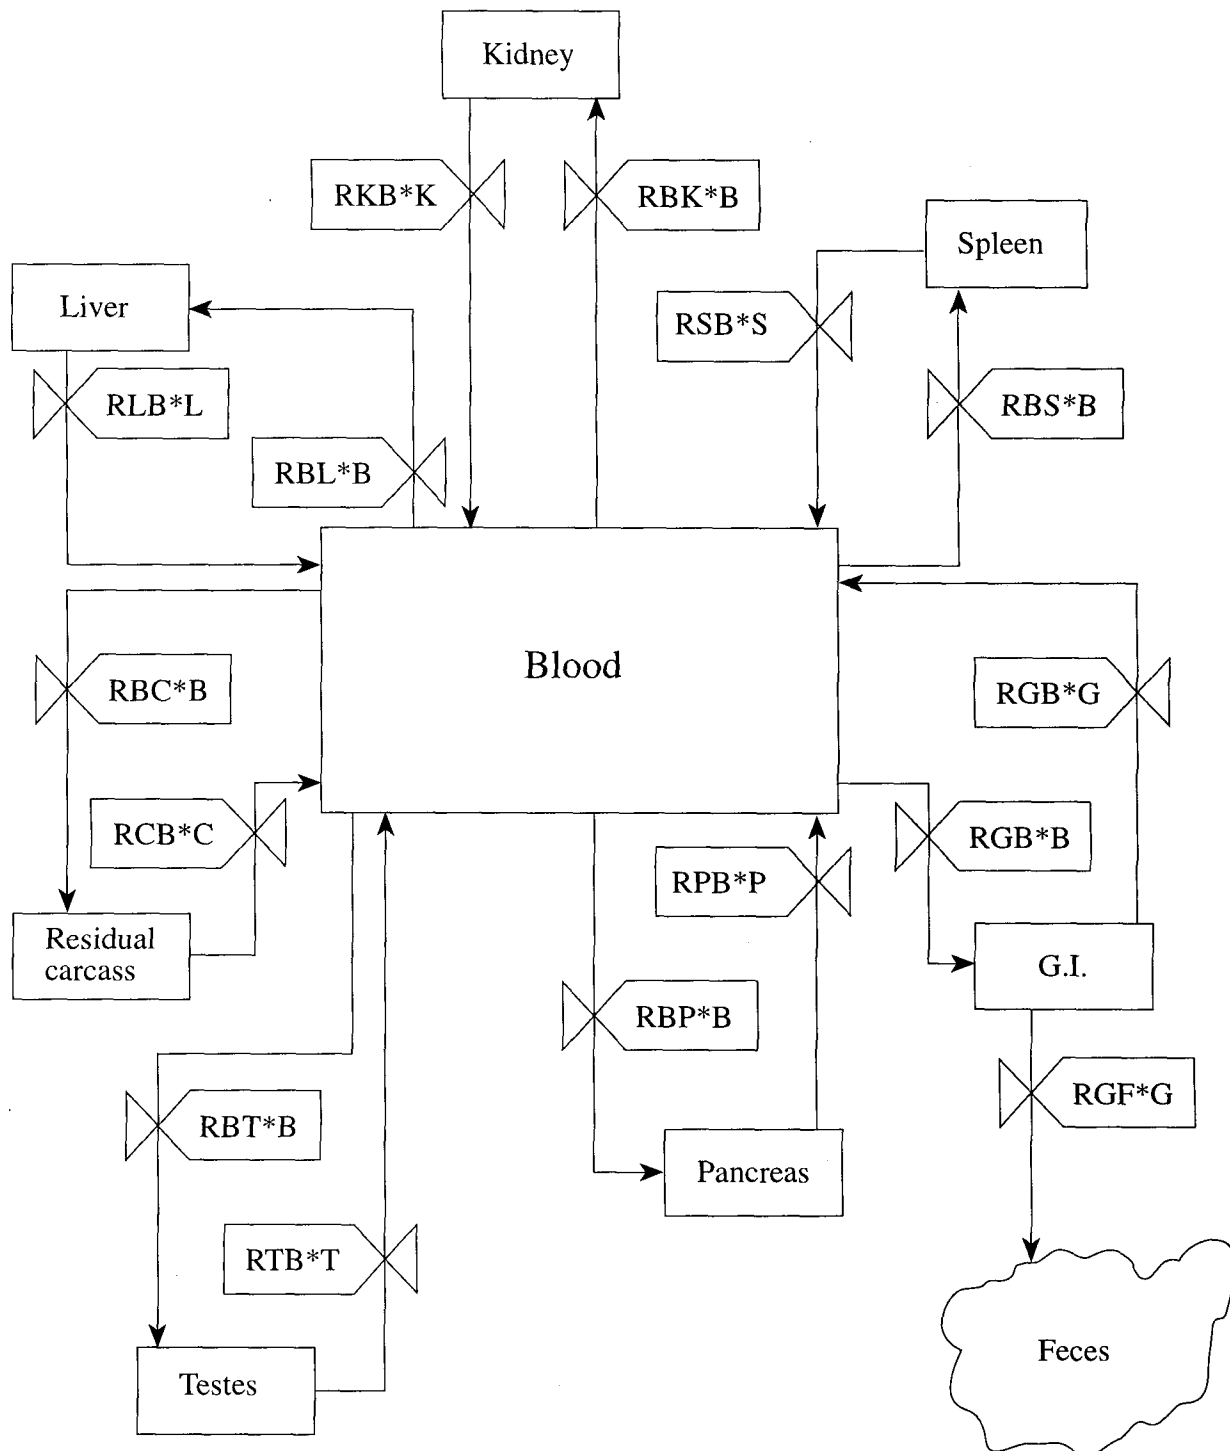 Kidney
RKB*K
RBK*B
Spleen
Liver
RSB*S
RLB*L
RBS*B
RBL*B
Blood
RBC*B
RGB*G
RCB*C
RGB*B
RPB*P
Residual
carcass
G.I.
RBP*B
RGF*G
RBT*B
Pancreas
RTB*T
Feces
Testes